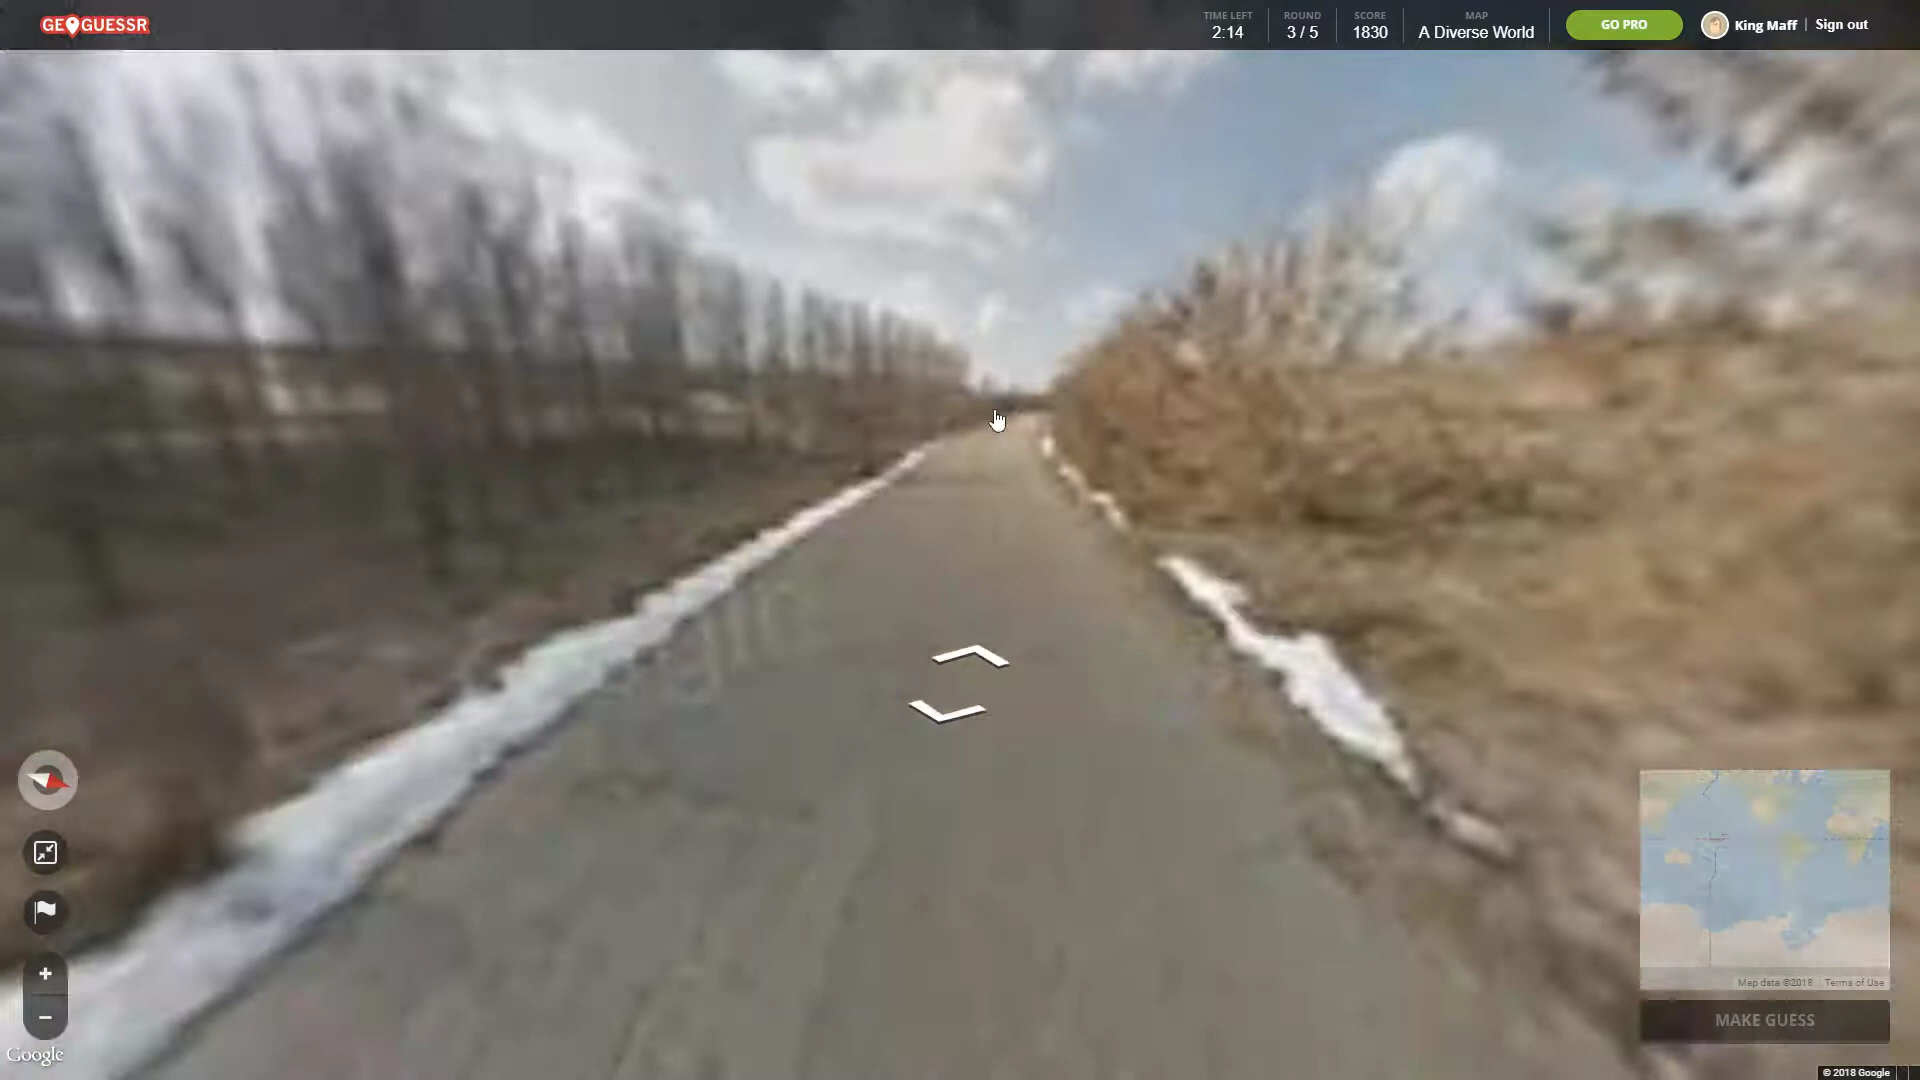 GEOGUESSR
TIME LEFT
2:14
ROUND
3 / 5
SCORE
1830
MAP
A Diverse World
GO PRO
King Maff
Sign out
Map data ©2018
Terms of Use
MAKE GUESS
Google
© 2018 Google